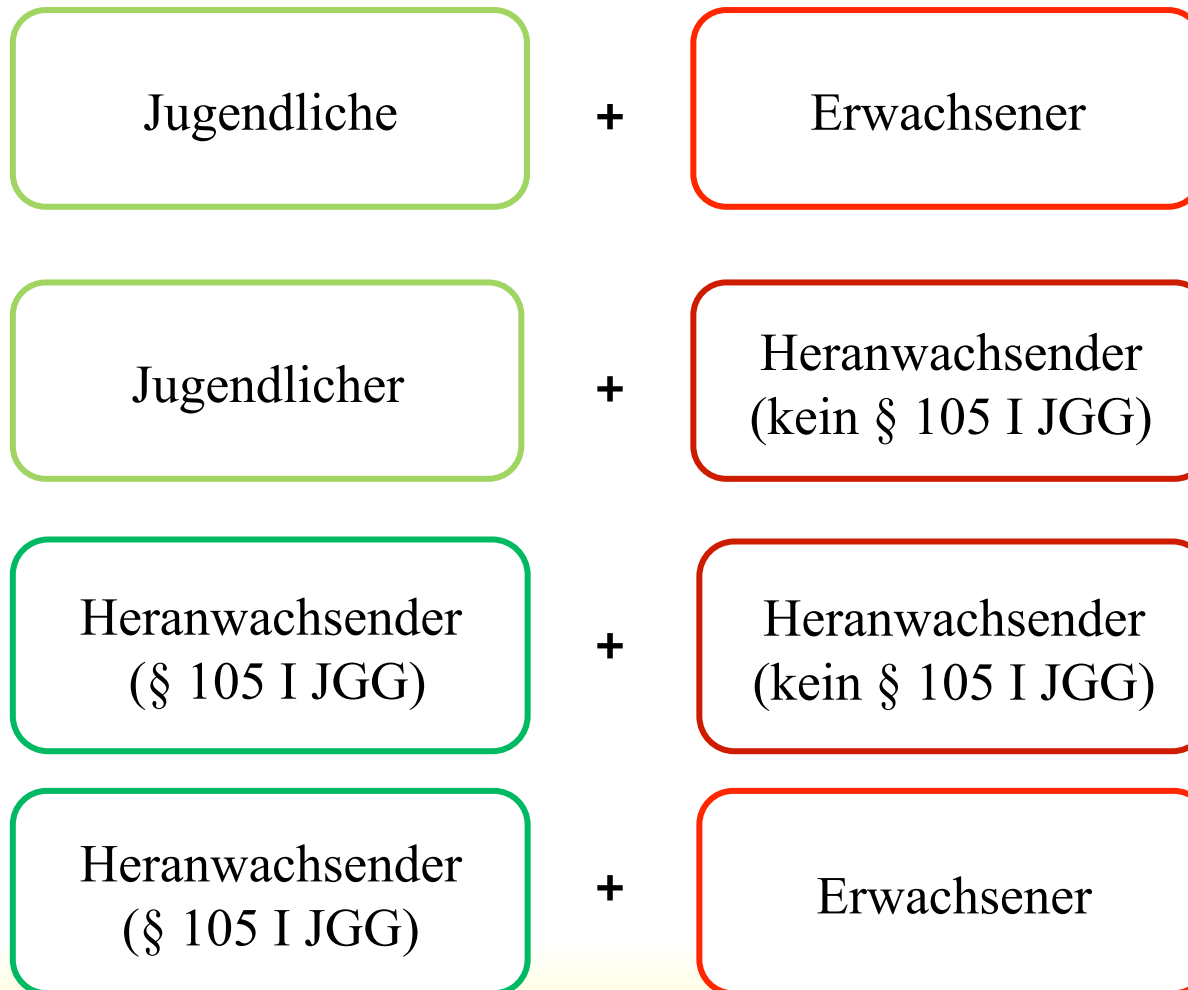 Jugendliche + Erwachsener
Jugendlicher + Heranwachsender
(kein § 105 I JGG)
Heranwachsender
(§ 105 I JGG)
+
Heranwachsender
(kein § 105 I JGG)
Heranwachsender
(§ 105 I JGG)
+
Erwachsener